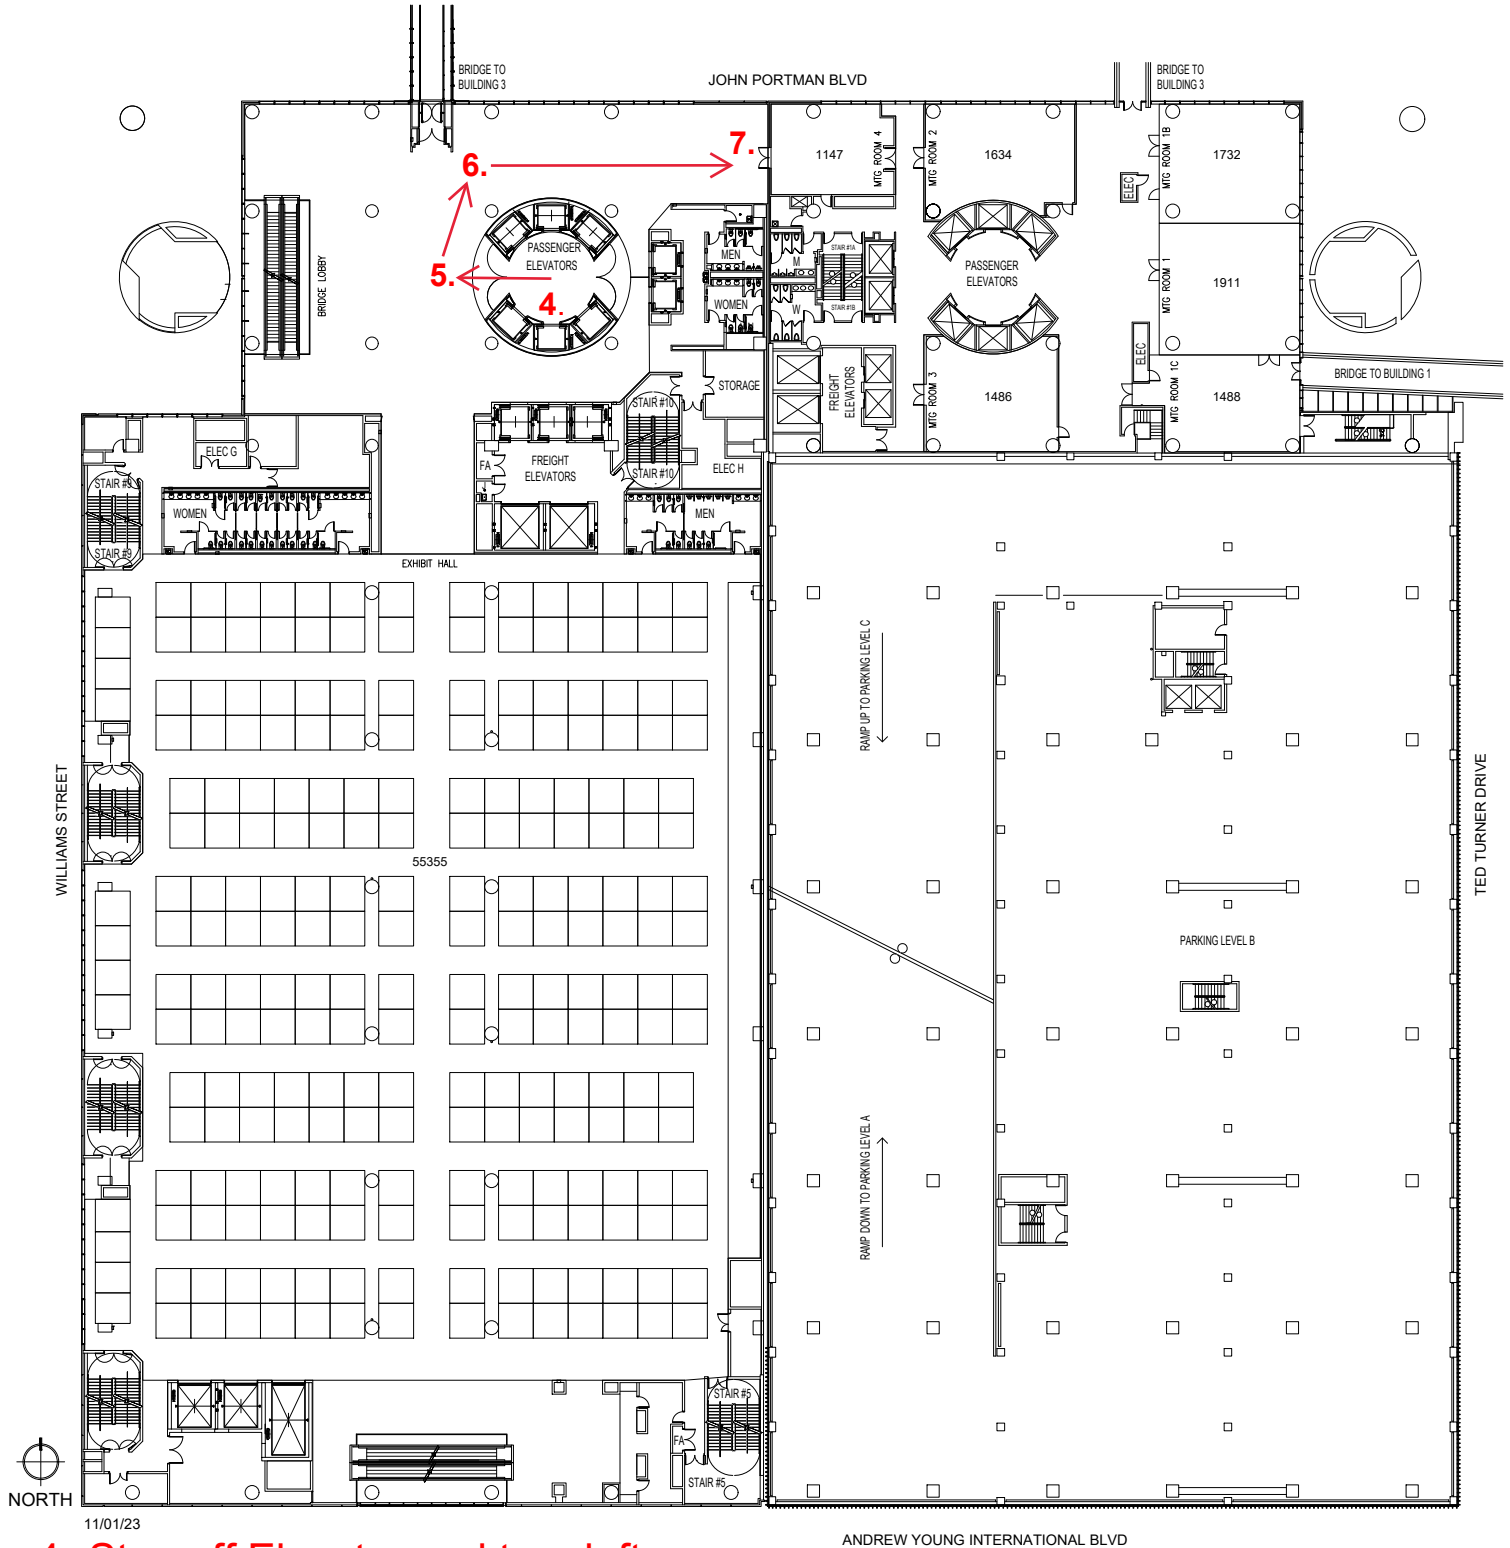 BRIDGE TO
BUILDING 3
JOHN PORTMAN BLVD
BRIDGE TO
BUILDING 3
7.
6.
1147
MTG ROOM 4
MTG ROOM 2
1634
MTG ROOM 1B
1732
ELEC
PASSENGER
ELEVATORS
5.
4.
BRIDGE LOBBY
MEN
WOMEN
M
W
STAIR #1A
STAIR #1B
PASSENGER
ELEVATORS
MTG ROOM 1
1911
ELEC
BRIDGE TO BUILDING 1
STORAGE
FREIGHT
ELEVATORS
MTG ROOM 3
1486
MTG ROOM 1C
1488
STAIR #10
STAIR #10
ELEC G
FA
FREIGHT
ELEVATORS
ELEC H
STAIR #9
STAIR #9
WOMEN
MEN
EXHIBIT HALL
RAMP UP TO PARKING LEVEL C
WILLIAMS STREET
55355
TED TURNER DRIVE
PARKING LEVEL B
RAMP DOWN TO PARKING LEVEL A
STAIR #5
FA
STAIR #5
NORTH
11/01/23
ANDREW YOUNG INTERNATIONAL BLVD